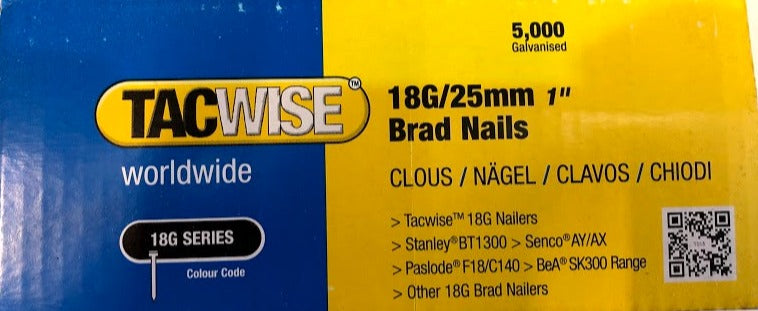 5,000
Galvanised
TACWISE™
worldwide
18G SERIES
Colour Code
18G/25mm 1"
Brad Nails
CLOUS / NÄGEL / CLAVOS / CHIODI
> Tacwise™ 18G Nailers
> Stanley® BT1300 > Senco® AY/AX
> Paslode® F18/C140 > BeA® SK300 Range
> Other 18G Brad Nailers